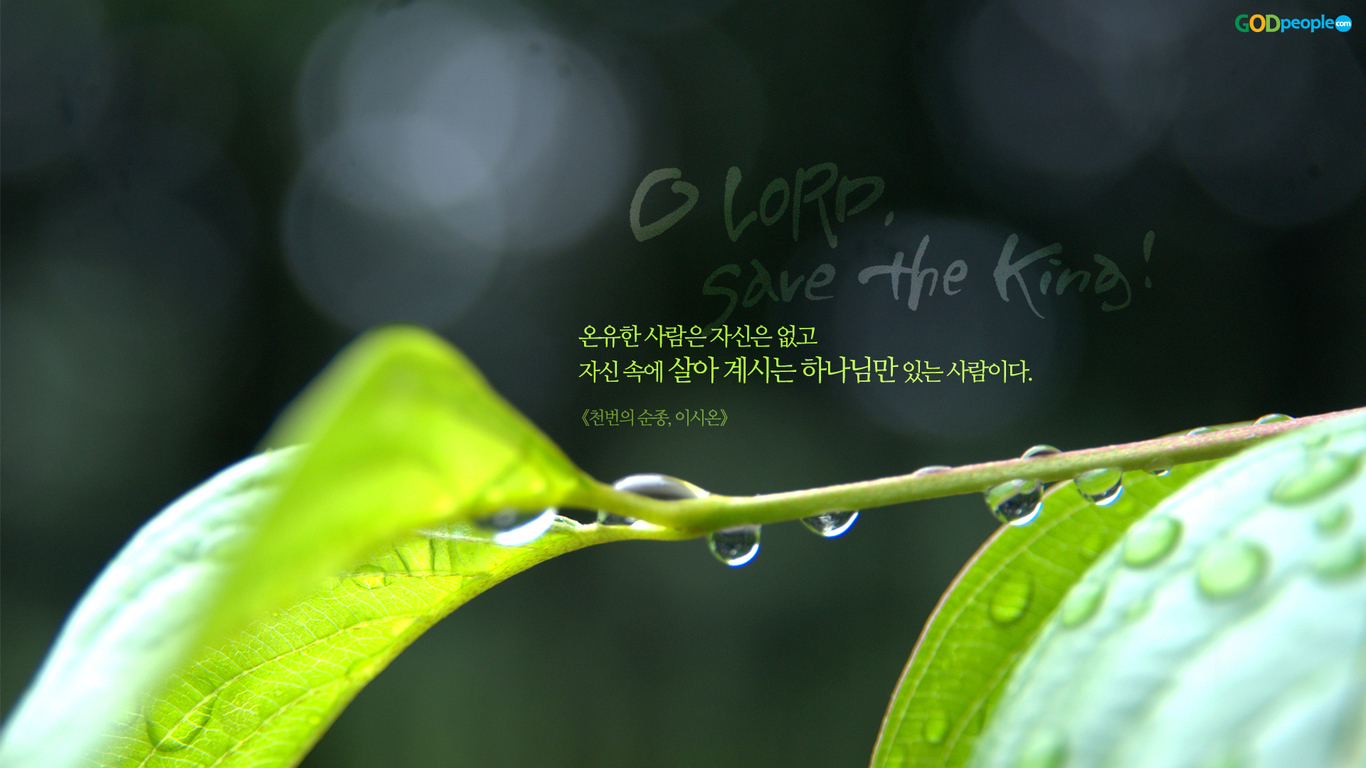 GODpeople.com
O LORD,
save the King!
온유한 사람은 자신은 없고
자신 속에 살아 계시는 하나님만 있는 사람이다.
《천번의 순종, 이시온》